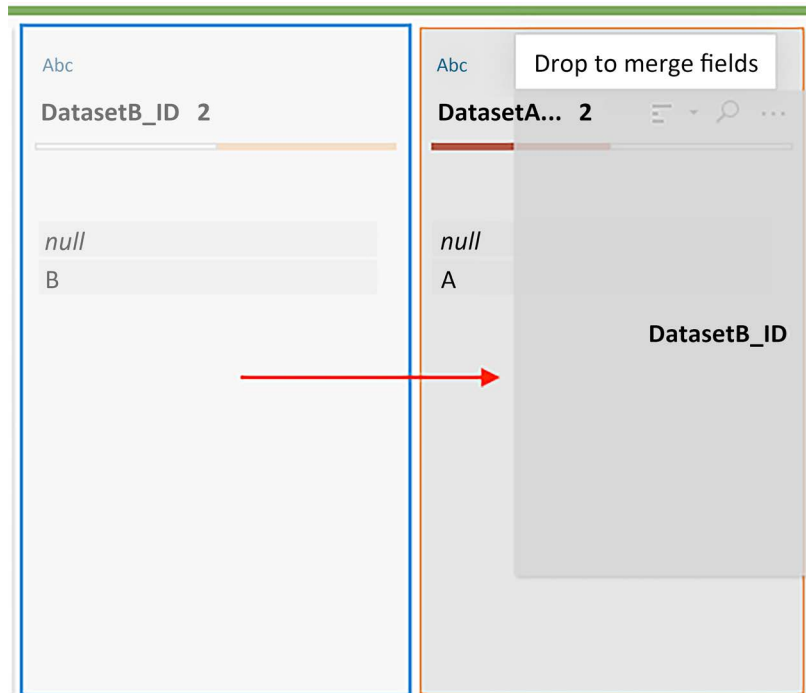 Abc
DatasetB_ID 2
null
B
Abc
Drop to merge fields
DatasetA... 2
null
A
DatasetB_ID